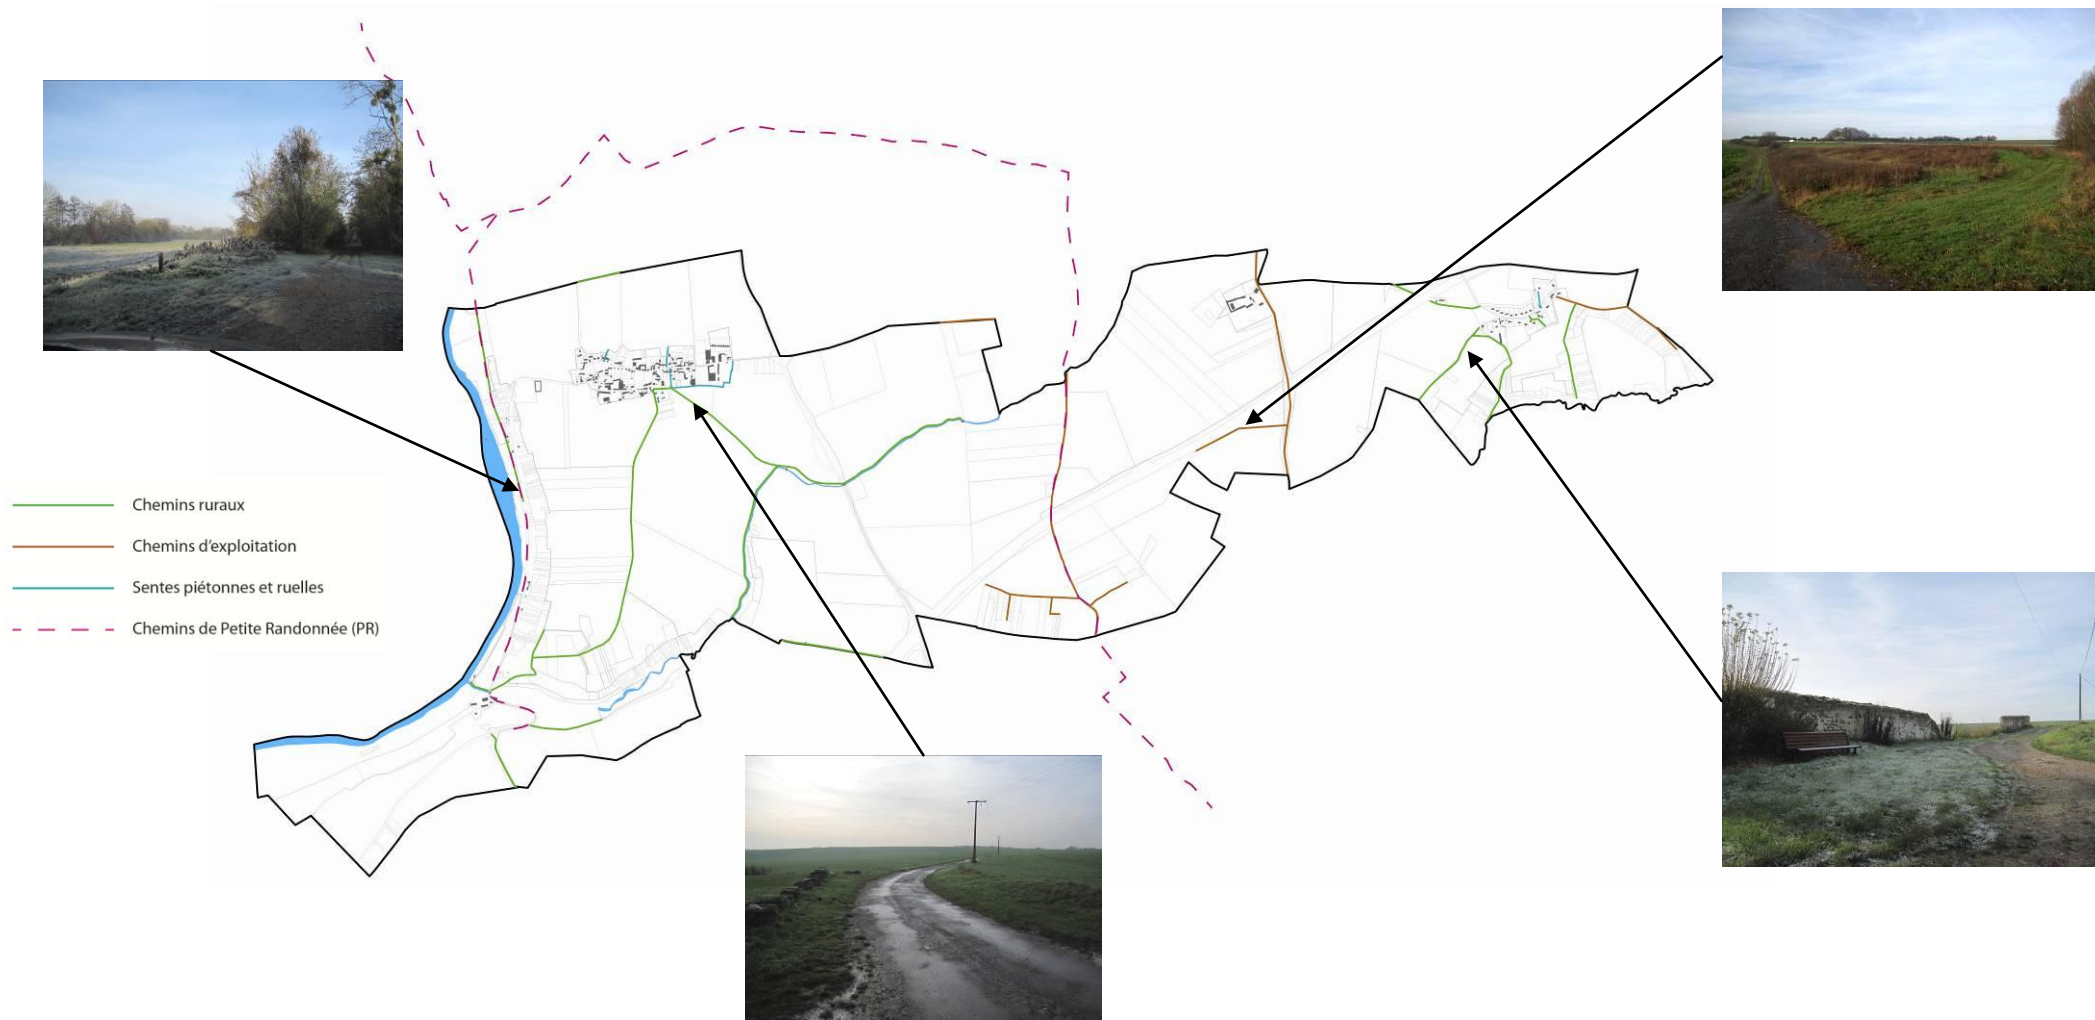 Chemins ruraux
Chemins d'exploitation
Sentes piétonnes et ruelles
Chemins de Petite Randonnée (PR)